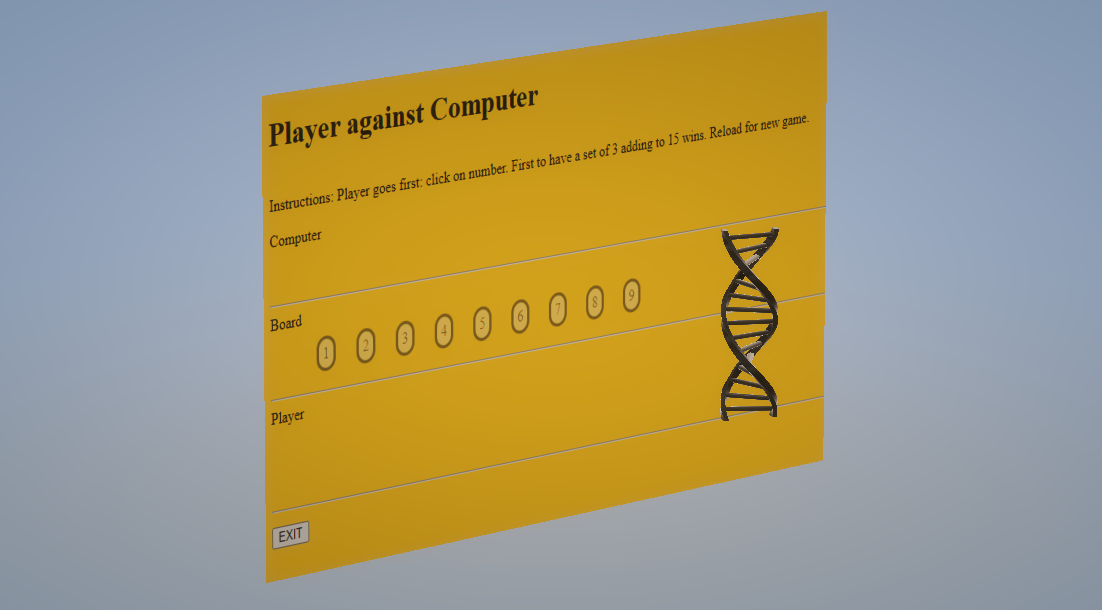 Player against Computer
Instructions: Player goes first: click on number. First to have a set of 3 adding to 15 wins. Reload for new game.
Computer
Board
1 2 3 4 5 6 7 8 9
Player
EXIT